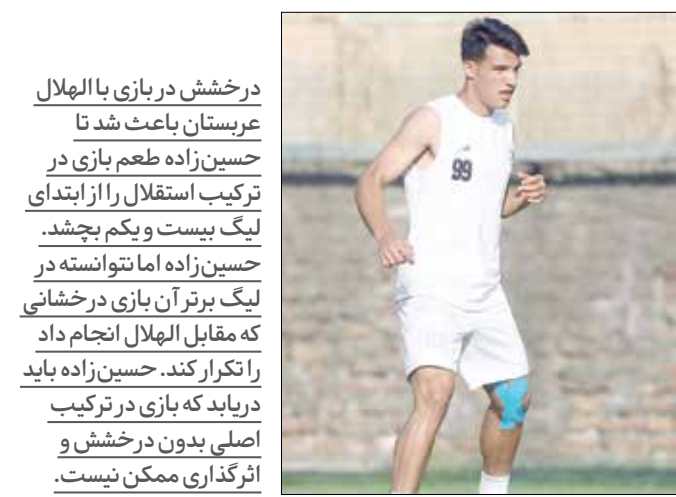 درخشش در بازی با الهلال
عربستان باعث شد تا
حسین‌زاده طعم بازی در
ترکیب استقلال را از ابتدای
لیگ بیست و یکم بچشد.
حسین‌زاده اما نتوانسته در
لیگ برتر آن بازی درخشانی
که مقابل الهلال انجام داد
را تکرار کند. حسین‌زاده باید
دریابد که بازی در ترکیب
اصلی بدون درخشش و
اثرگذاری ممکن نیست.
99